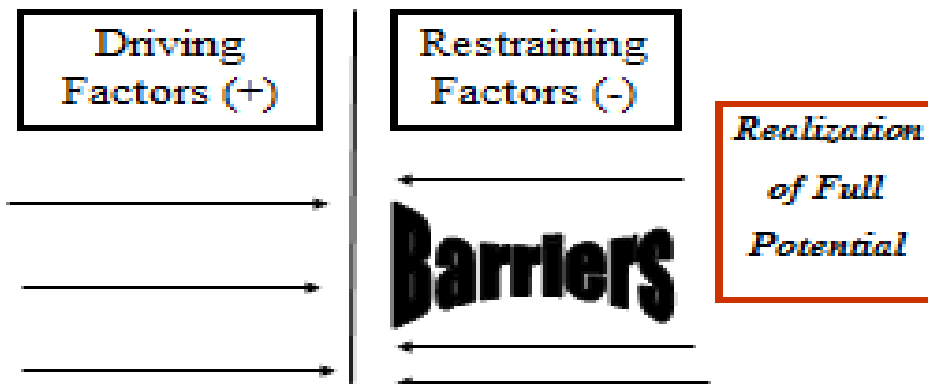 Driving
Factors (+)
Restraining
Factors (-)
Barriers
Realization
of Full
Potential